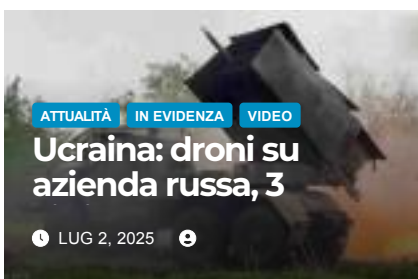 ATTUALITÀ IN EVIDENZA VIDEO
Ucraina: droni su
azienda russa, 3
LUG 2, 2025